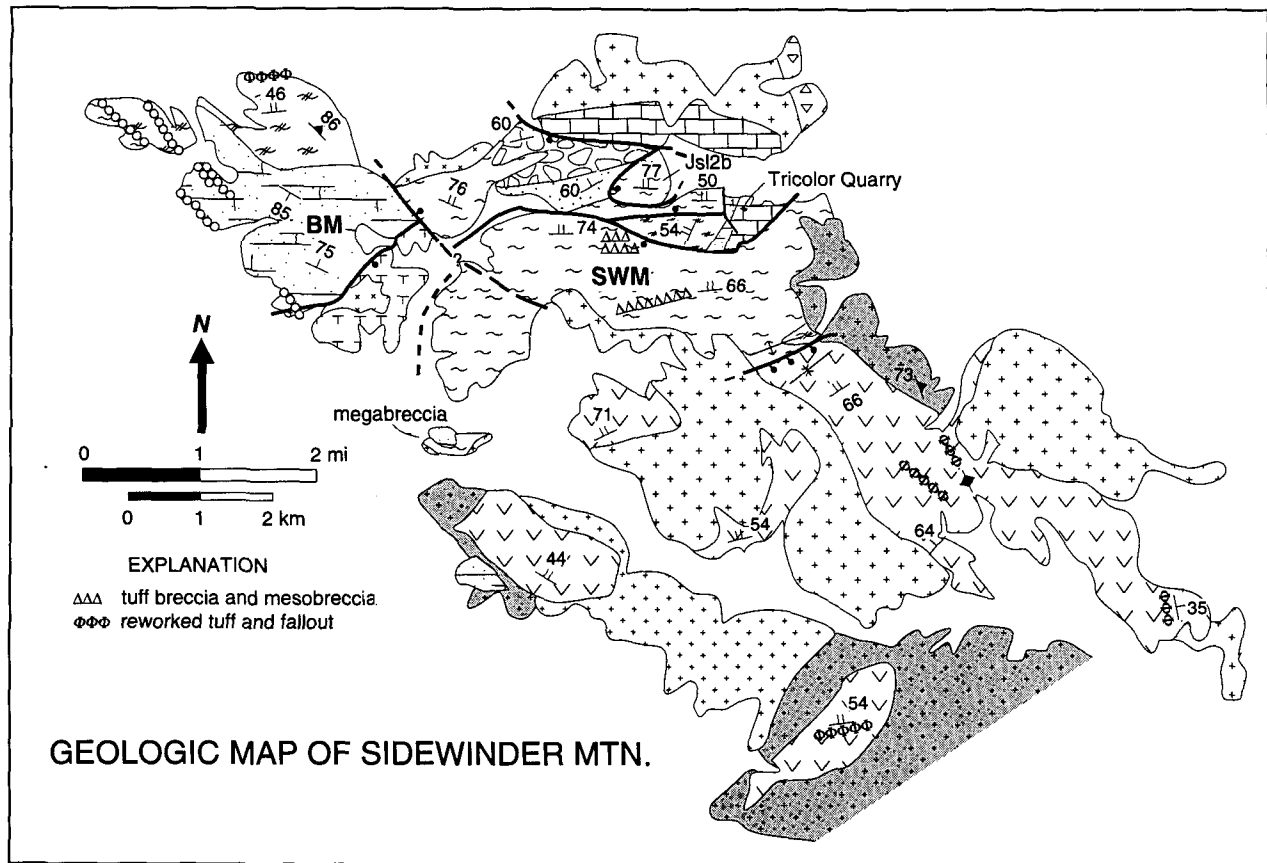 46
86
60
77
Jsl2b
50
Tricolor Quarry
76
60
85
BM
74
54
75
?
SWM
66
N
73
66
megabreccia
71
0 1 2 mi
0 1 2 km
54
64
44
EXPLANATION
tuff breccia and mesobreccia
reworked tuff and fallout
35
54
GEOLOGIC MAP OF SIDEWINDER MTN.